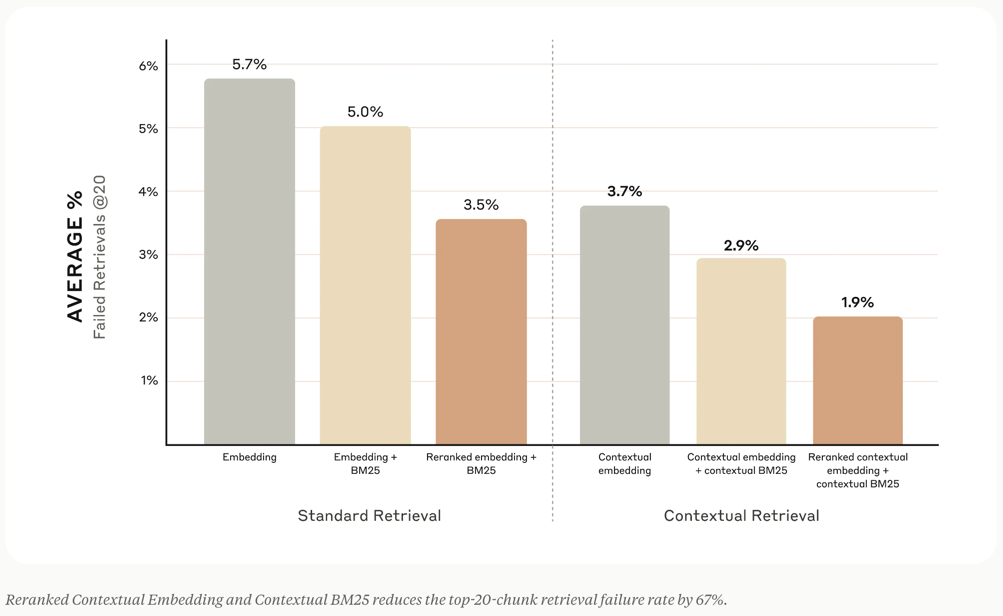 6%
5%
4%
3%
2%
1%
AVERAGE %
Failed Retrievals @20
5.7%
5.0%
3.5%
3.7%
2.9%
1.9%
Embedding
Embedding +
BM25
Reranked embedding +
BM25
Contextual
embedding
Contextual embedding
+ contextual BM25
Reranked contextual
embedding +
contextual BM25
Standard Retrieval
Contextual Retrieval
Reranked Contextual Embedding and Contextual BM25 reduces the top-20-chunk retrieval failure rate by 67%.